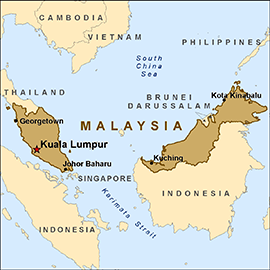 CAMBODIA
VIETNAM
PHILIPPINES
South
China
Sea
THAILAND
BRUNEI
DARUSSALAM
Kota Kinabalu
Georgetown
MALAYSIA
Kuala Lumpur
Kuching
Johor Baharu
SINGAPORE
INDONESIA
Karimata Strait
INDONESIA